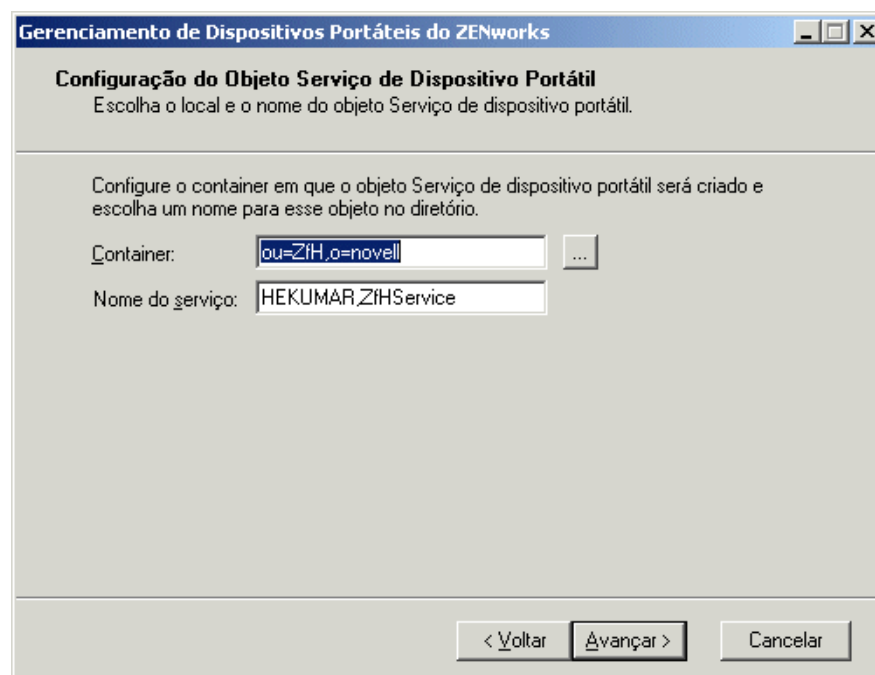 Gerenciamento de Dispositivos Portáteis do ZENworks
Configuração do Objeto Serviço de Dispositivo Portátil
Escolha o local e o nome do objeto Serviço de dispositivo portátil.
Configure o container em que o objeto Serviço de dispositivo portátil será criado e
escolha um nome para esse objeto no diretório.
Container: ou=ZfH,o=novell ...
Nome do serviço: HEKUMAR,ZfHService
< Voltar Avançar > Cancelar